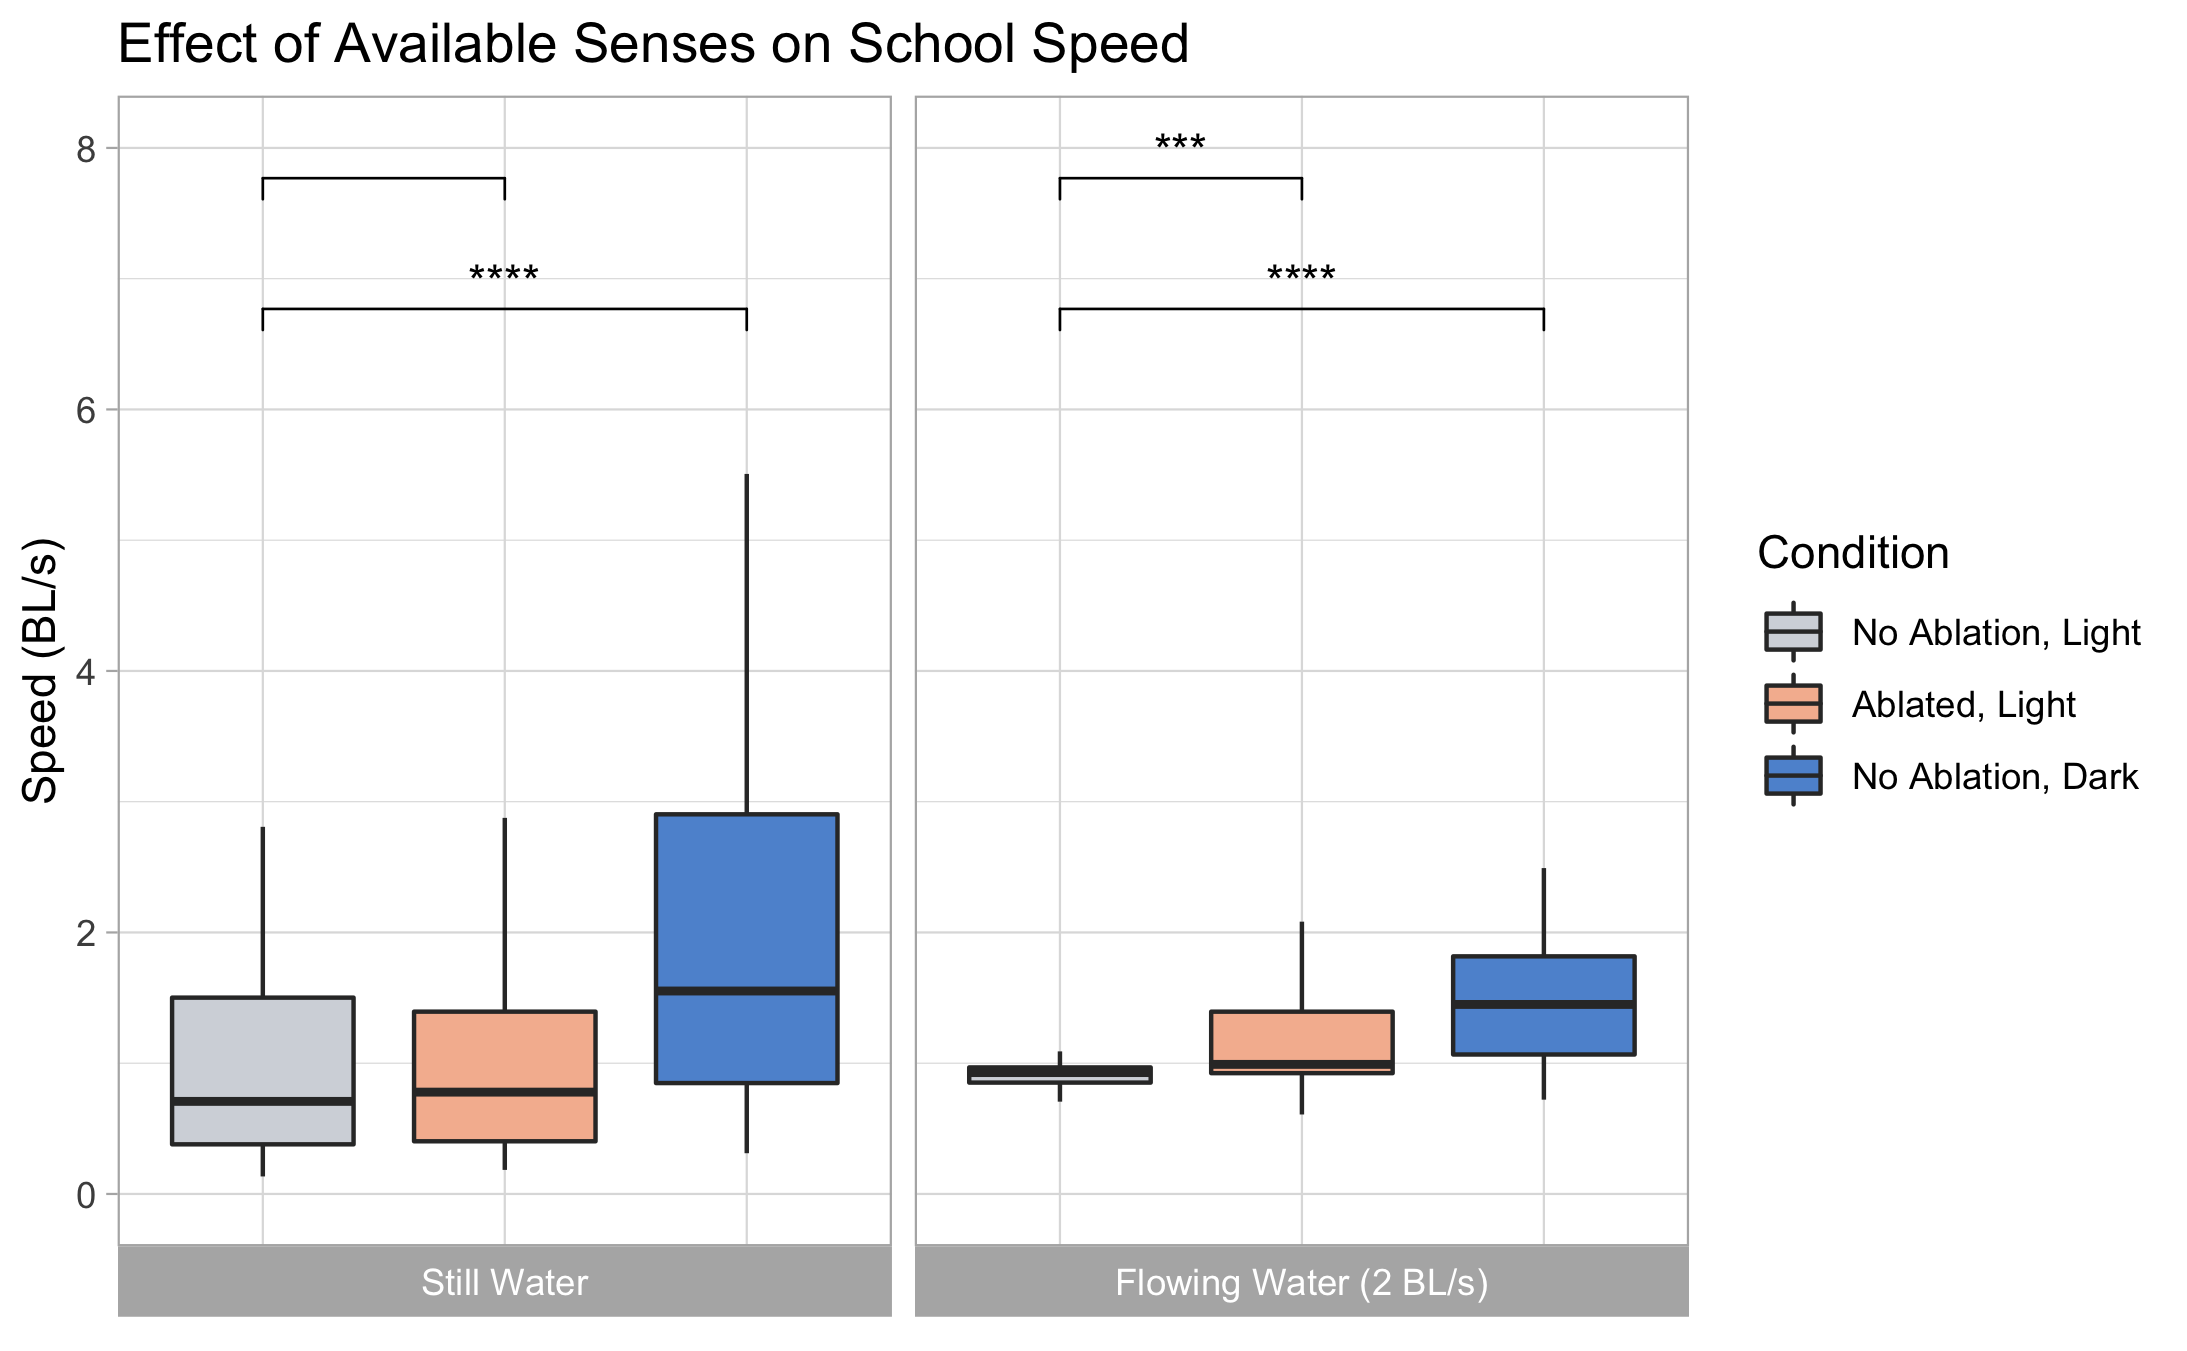 Effect of Available Senses on School Speed
8
6
4
2
0
Speed (BL/s)
****
***
****
Still Water
Flowing Water (2 BL/s)
Condition
No Ablation, Light
Ablated, Light
No Ablation, Dark